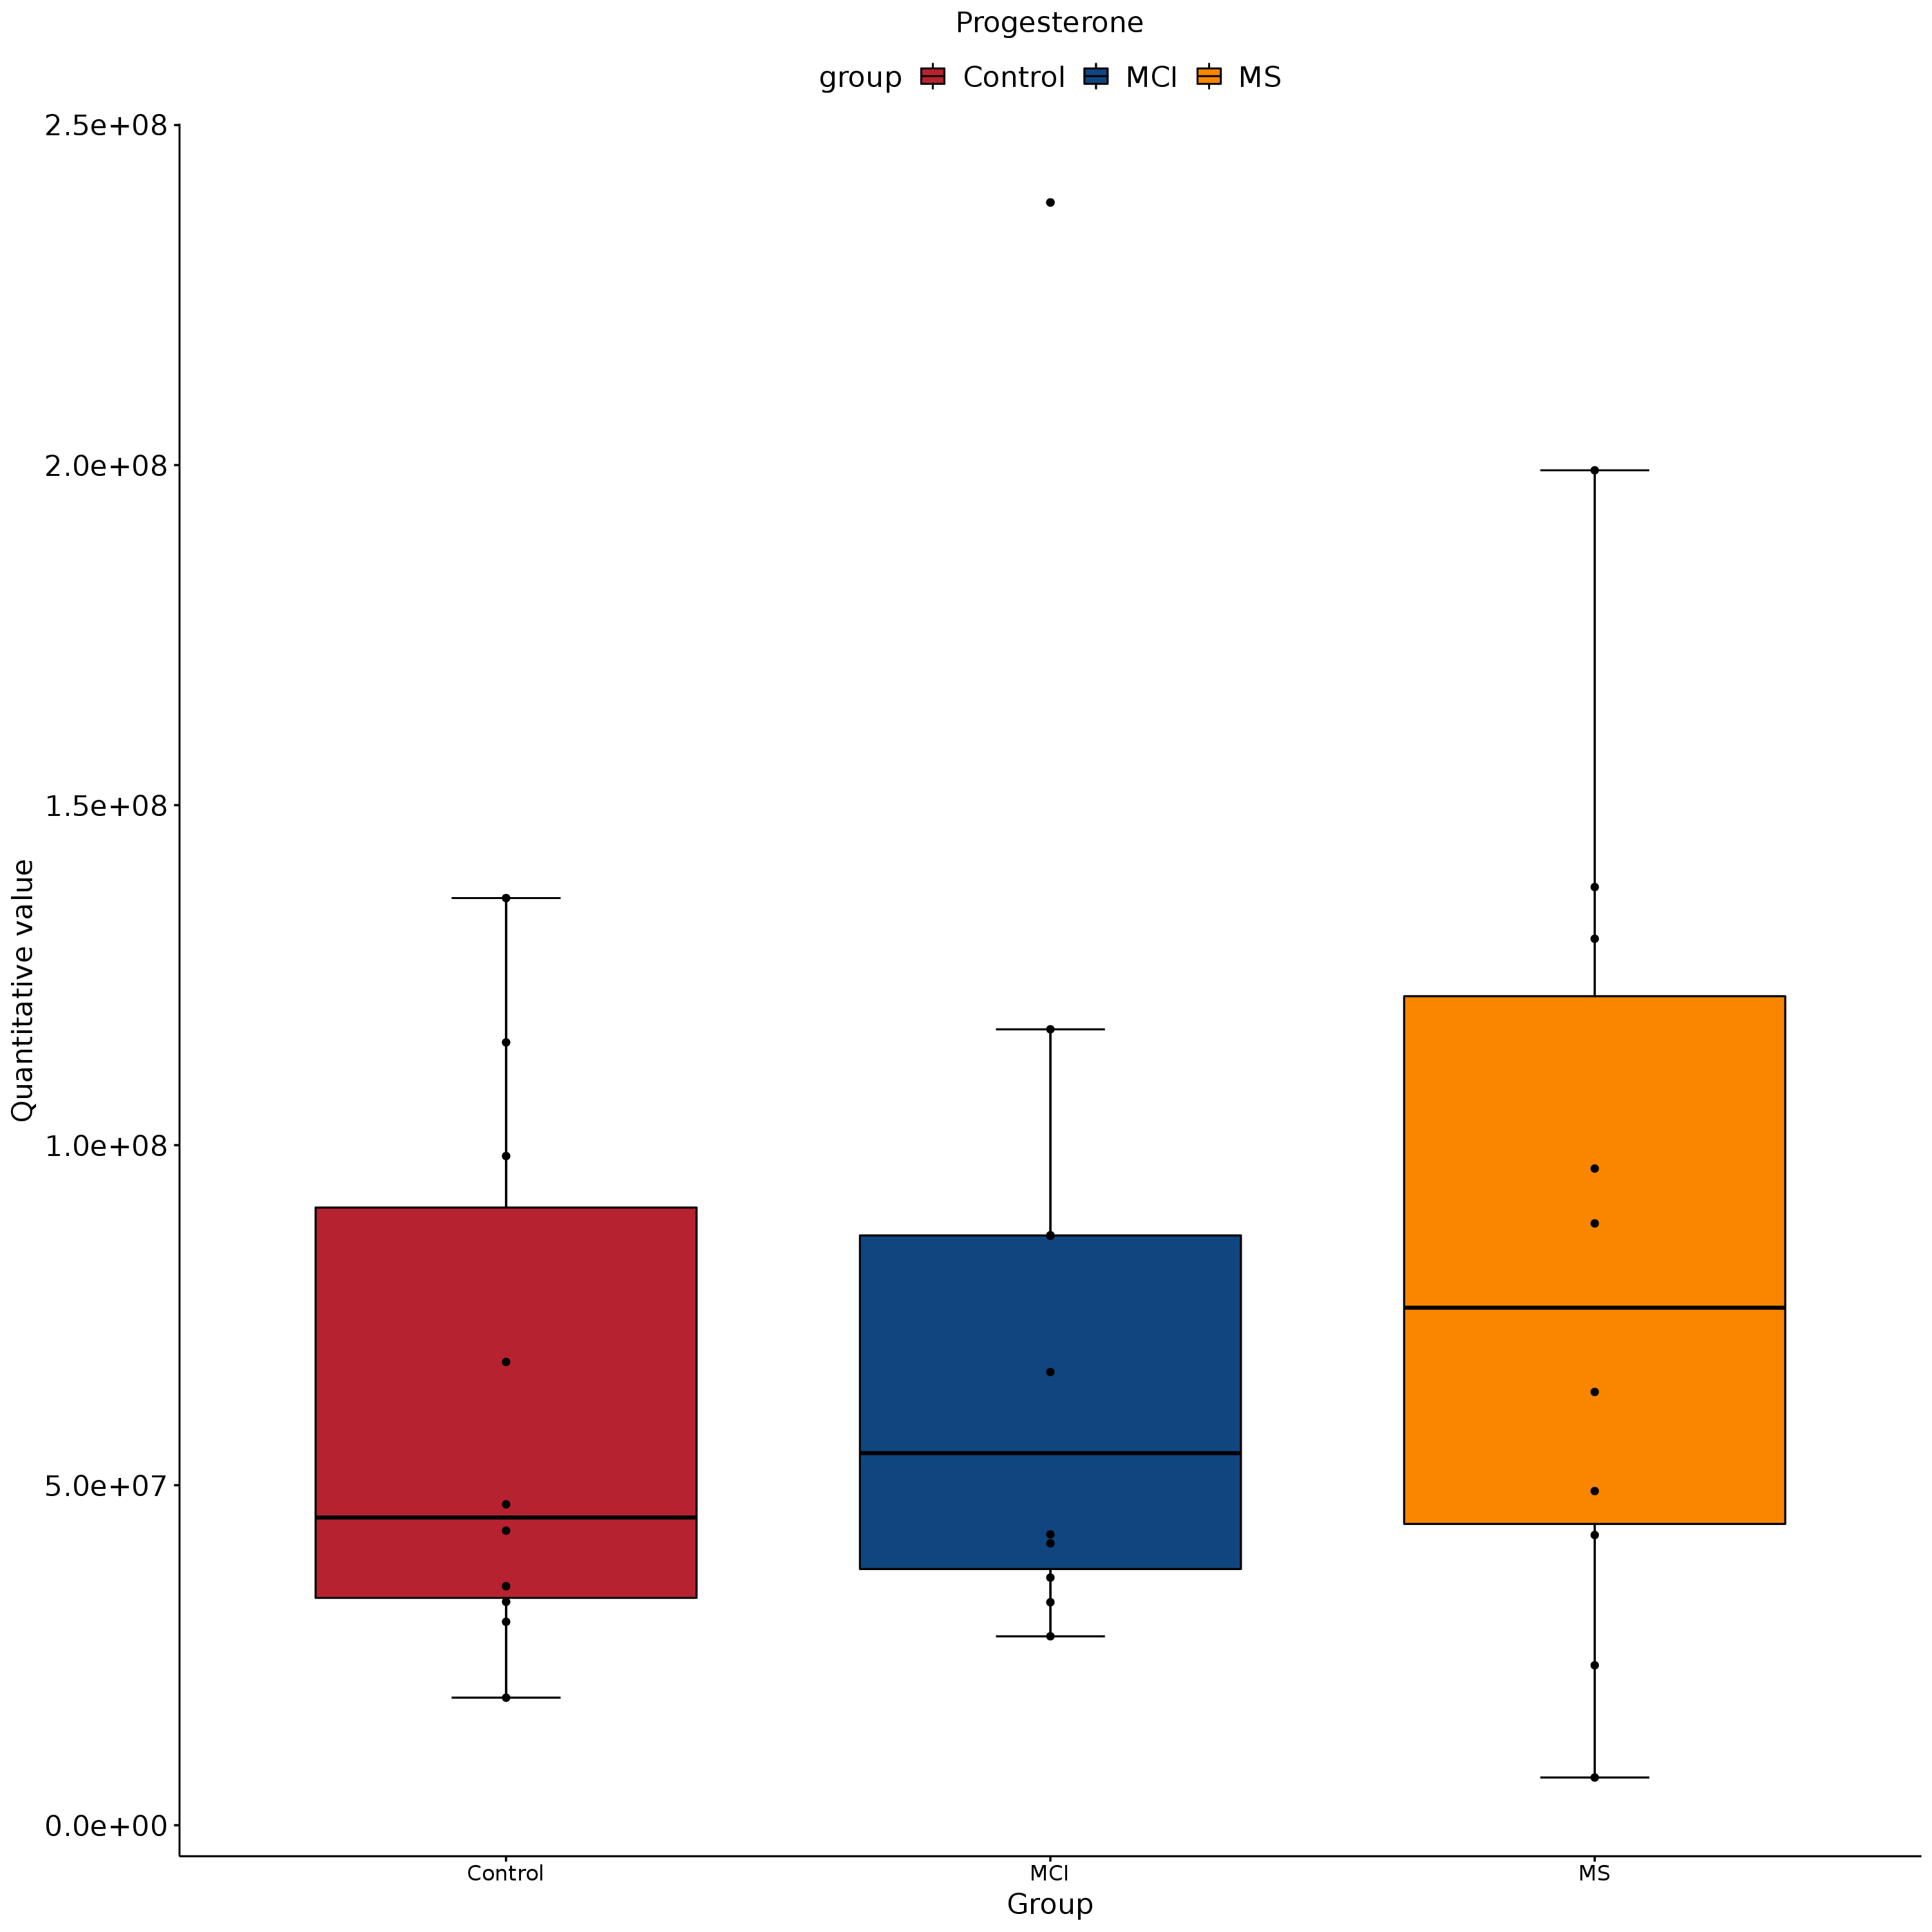 Progesterone
group Control MCI MS
2.5e+08
2.0e+08
1.5e+08
1.0e+08
5.0e+07
0.0e+00
Quantitative value
Control MCI MS
Group